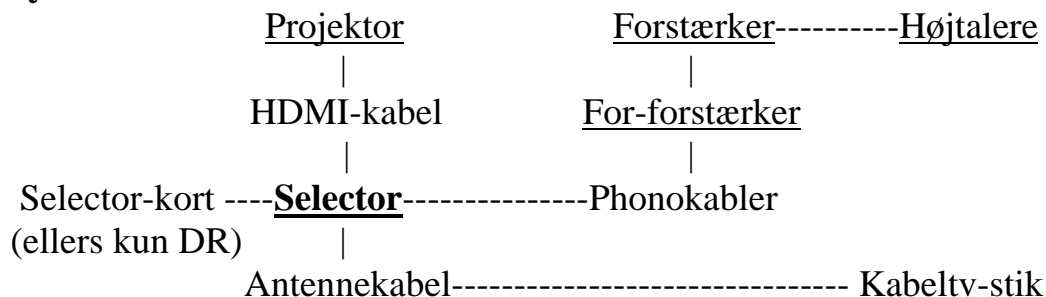 Projektor Forstærker----------Højtalere
| |
HDMI-kabel For-forstærker
| |
Selector-kort ----Selector---------------Phonokabler
(ellers kun DR) |
Antennekabel-------------------------------- Kabeltv-stik